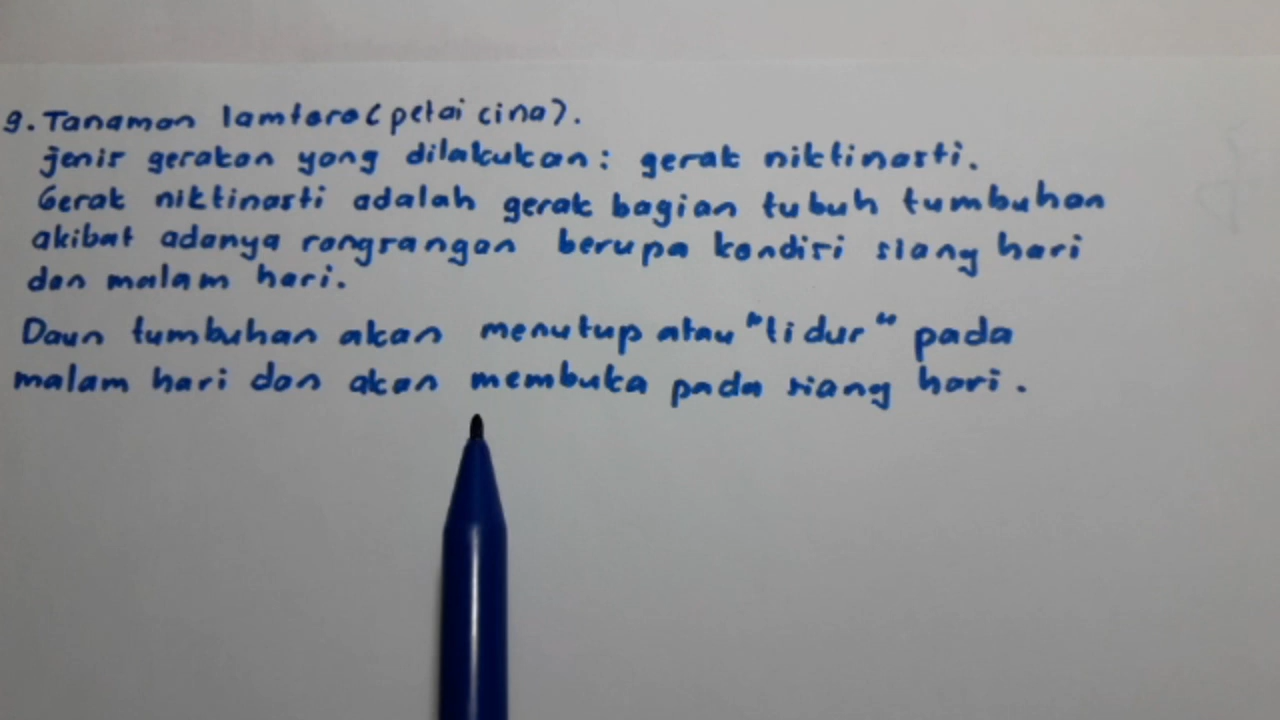 9. Tanaman lamtoro (petai cina).
jenis gerakan yang dilakukan: gerak niktinasti.
Gerak niktinasti adalah gerak bagian tubuh tumbuhan
akibat adanya rangsangan berupa kondisi siang hari
dan malam hari.
Daun tumbuhan akan menutup atau "tidur" pada
malam hari dan akan membuka pada siang hari.